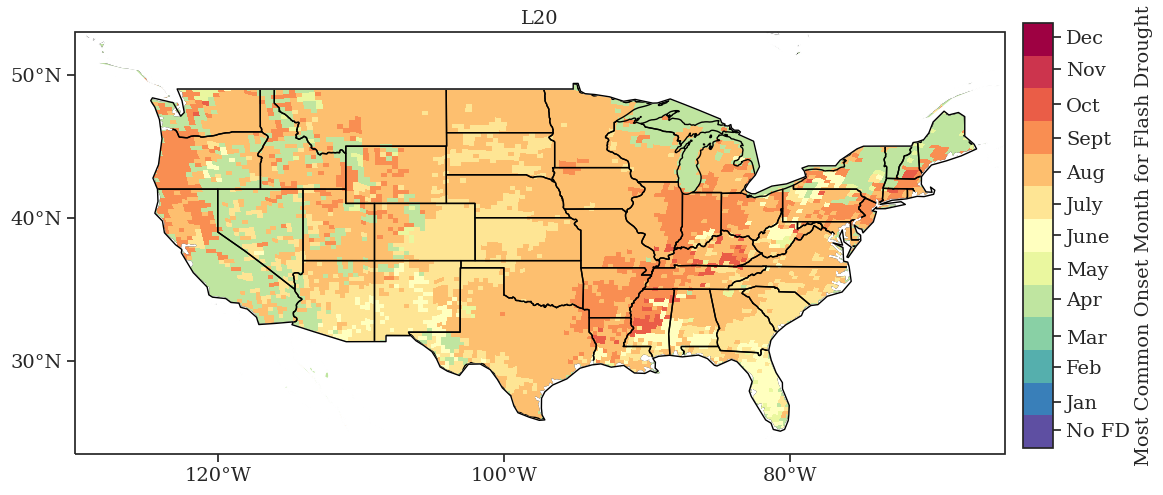 L20
50°N
40°N
30°N
120°W
100°W
80°W
Dec
Nov
Oct
Sept
Aug
July
June
May
Apr
Mar
Feb
Jan
No FD
Most Common Onset Month for Flash Drought